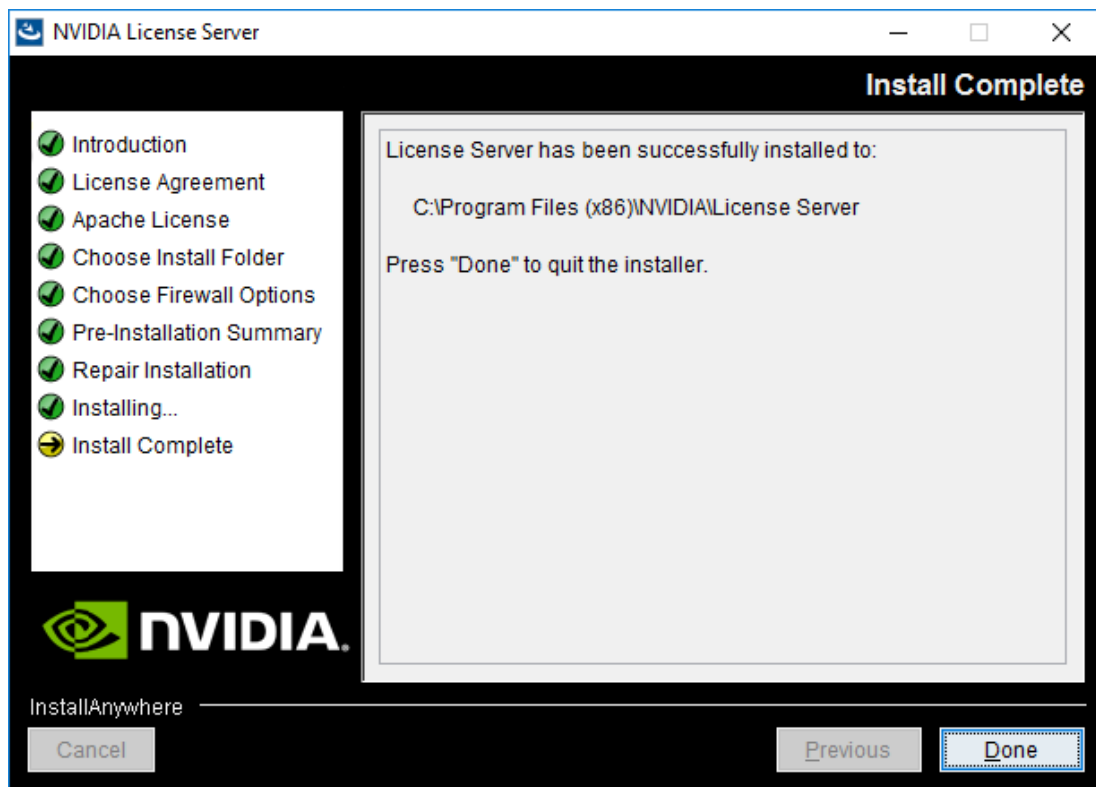 NVIDIA License Server
Install Complete
Introduction
License Agreement
Apache License
Choose Install Folder
Choose Firewall Options
Pre-Installation Summary
Repair Installation
Installing...
Install Complete
License Server has been successfully installed to:
C:\Program Files (x86)\NVIDIA\License Server
Press "Done" to quit the installer.
NVIDIA.
InstallAnywhere
Cancel
Previous
Done